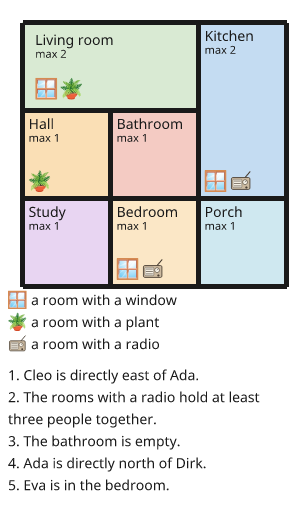 Living room
max 2
Kitchen
max 2
Hall
max 1
Bathroom
max 1
Study
max 1
Bedroom
max 1
Porch
max 1
a room with a window
a room with a plant
a room with a radio
1. Cleo is directly east of Ada.
2. The rooms with a radio hold at least
three people together.
3. The bathroom is empty.
4. Ada is directly north of Dirk.
5. Eva is in the bedroom.